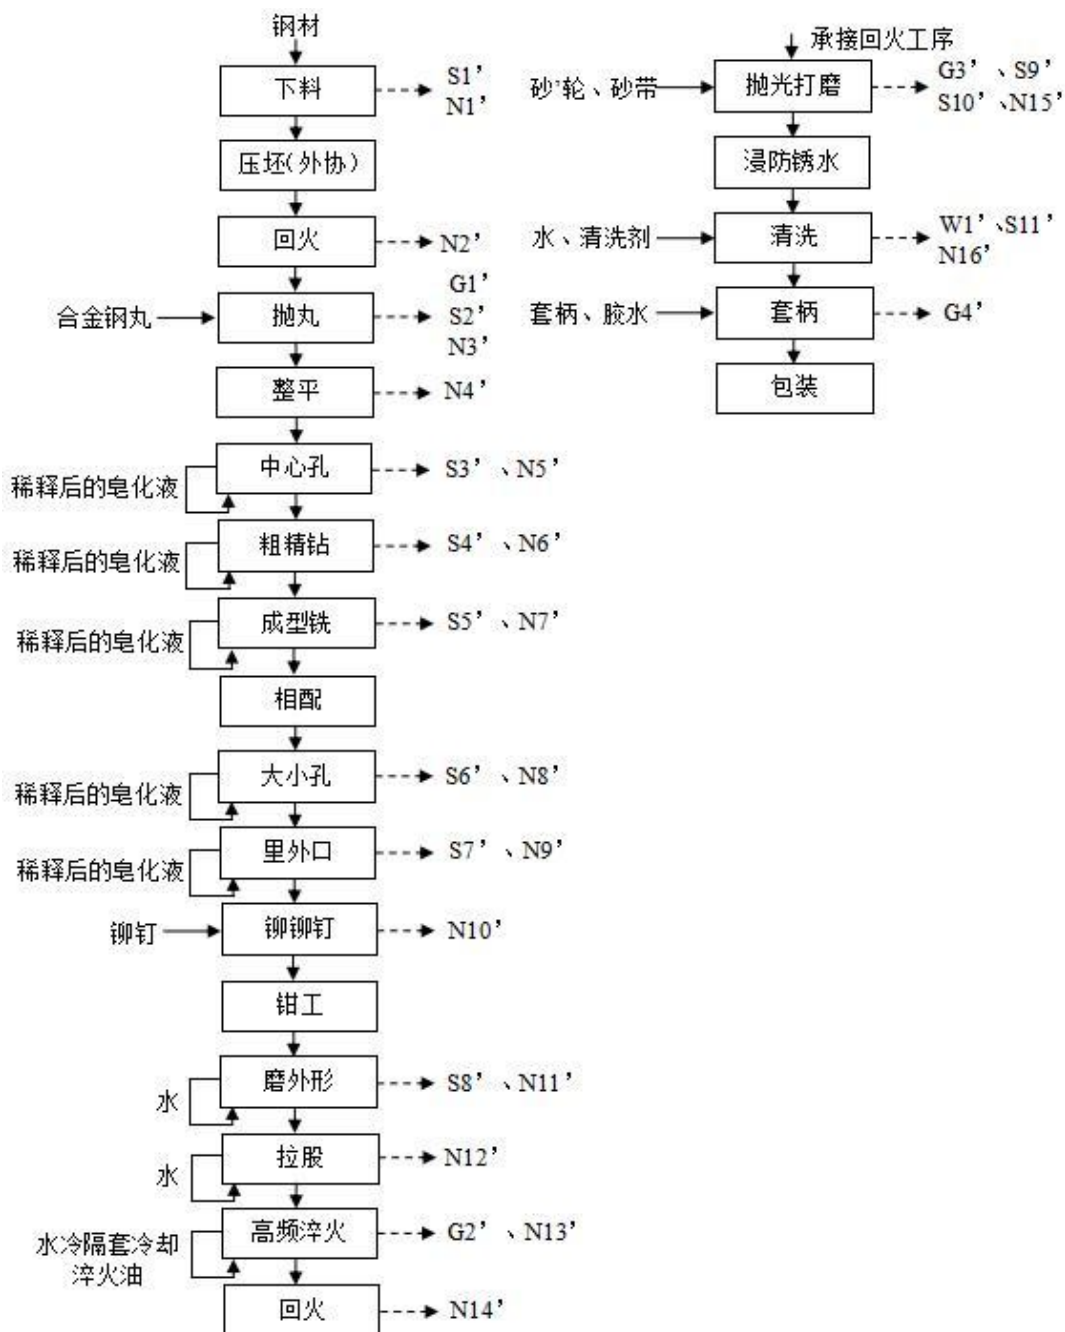 钢材
下料
S1’
N1’
压坯(外协)
回火
N2’
合金钢丸
抛丸
G1’
S2’
N3’
整平
N4’
稀释后的皂化液
中心孔
S3’、N5’
稀释后的皂化液
粗精钻
S4’、N6’
稀释后的皂化液
成型铣
S5’、N7’
相配
稀释后的皂化液
大小孔
S6’、N8’
稀释后的皂化液
里外口
S7’、N9’
铆钉
铆铆钉
N10’
钳工
水
磨外形
S8’、N11’
水
拉股
N12’
水冷隔套冷却
淬火油
高频淬火
G2’、N13’
回火
N14’
承接回火工序
砂’轮、砂带
抛光打磨
G3’、S9’
S10’、N15’
浸防锈水
水、清洗剂
清洗
W1’、S11’
N16’
套柄、胶水
套柄
G4’
包装